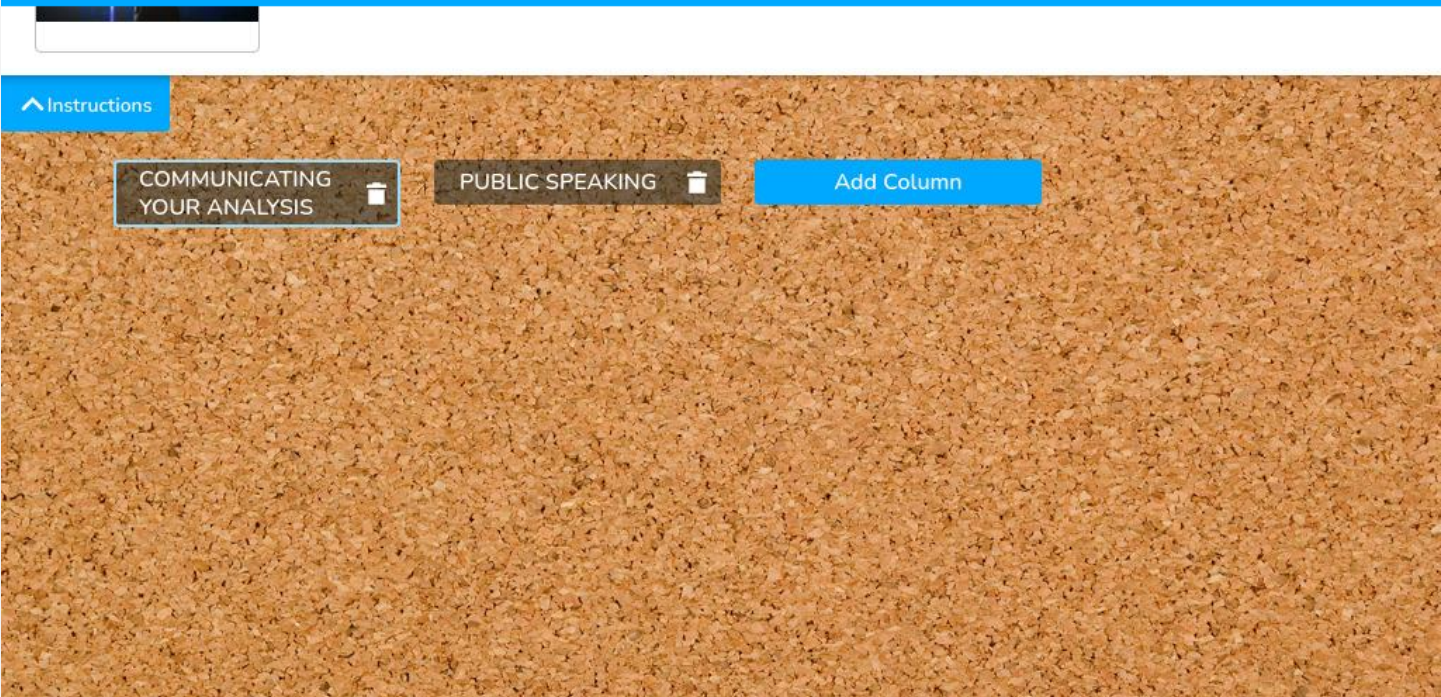 Instructions
COMMUNICATING
YOUR ANALYSIS
PUBLIC SPEAKING
Add Column